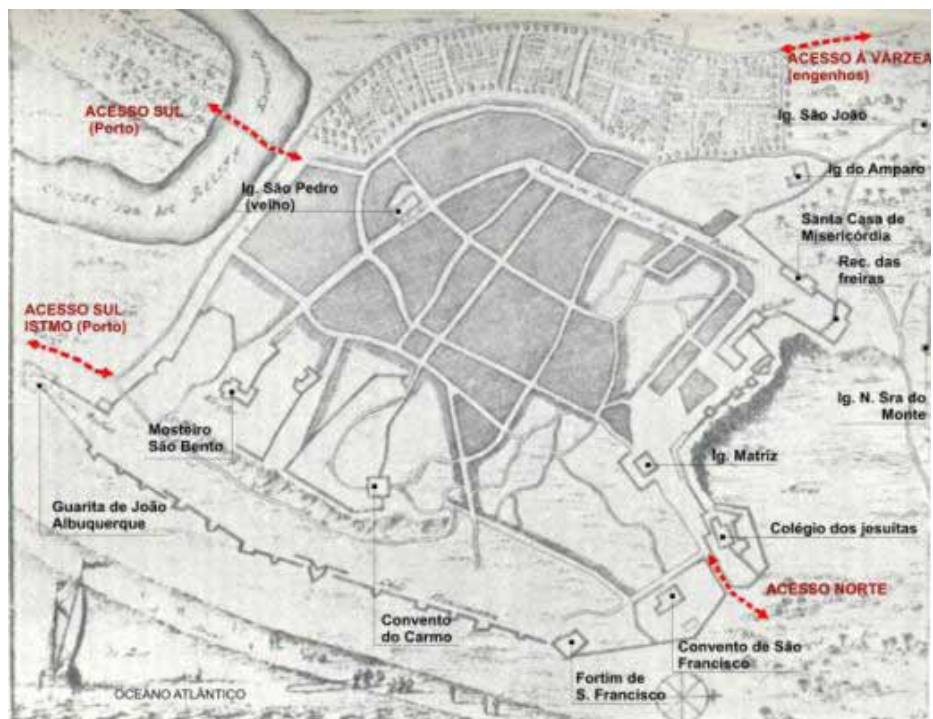 ACESSO À VÁRZEA
(engenhos)
ACESSO SUL
(Porto)
Ig. São João
Ig do Amparo
Ig. São Pedro
(velho)
Santa Casa de
Misericórdia
Rec. das
freiras
ACESSO SUL
ISTMO (Porto)
Ig. N. Sra do
Monte
Mosteiro
São Bento
Ig. Matriz
Guarita de João
Albuquerque
Colégio dos jesuítas
ACESSO NORTE
Convento
do Carmo
Convento de São
Francisco
Fortim de
S. Francisco
OCEANO ATLÂNTICO